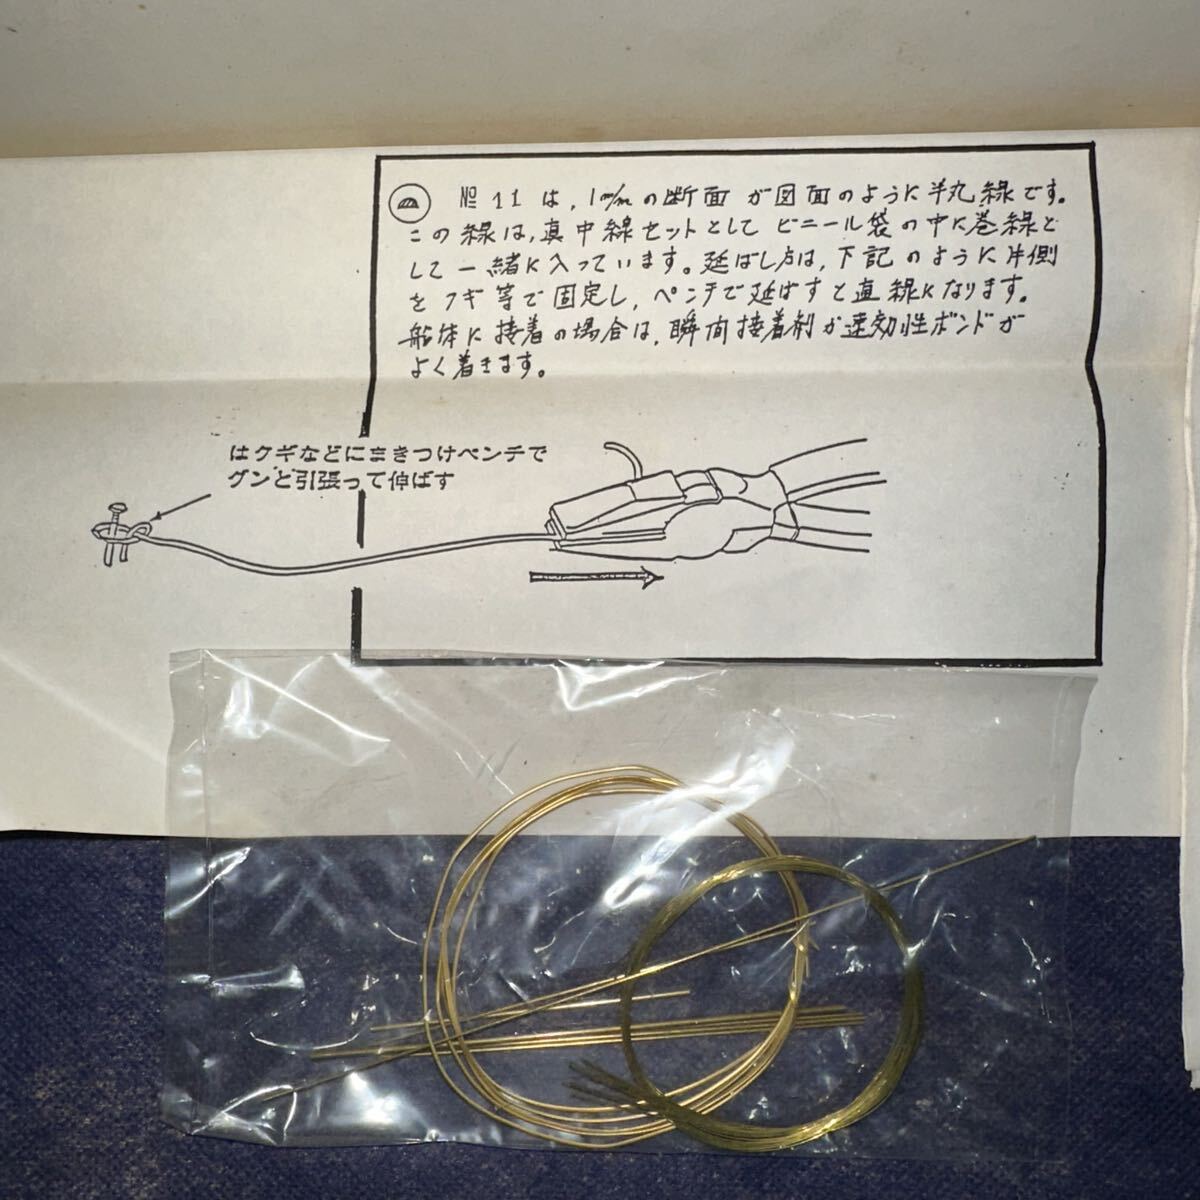 №11は、1m/mの断面が図面のように半丸線です。
この線は、真中線セットとしてビニール袋の中に巻線と
して一緒に入っています。延ばし方は、下記のように片側
をクギ等で固定し、ペンチで延ばすと直線になります。
船体に接着の場合は、瞬間接着剤か速効性ボンドが
よく着きます。
はクギなどにまきつけペンチで
グンと引張って伸ばす